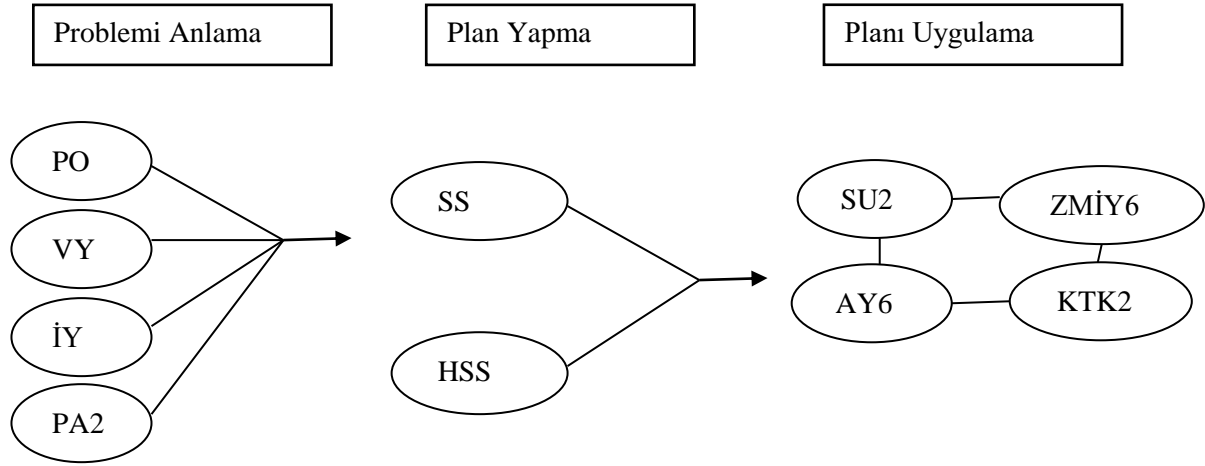 Problemi Anlama
Plan Yapma
Planı Uygulama
PO
VY
İY
PA2
SS
HSS
SU2
ZMİY6
AY6
KTK2